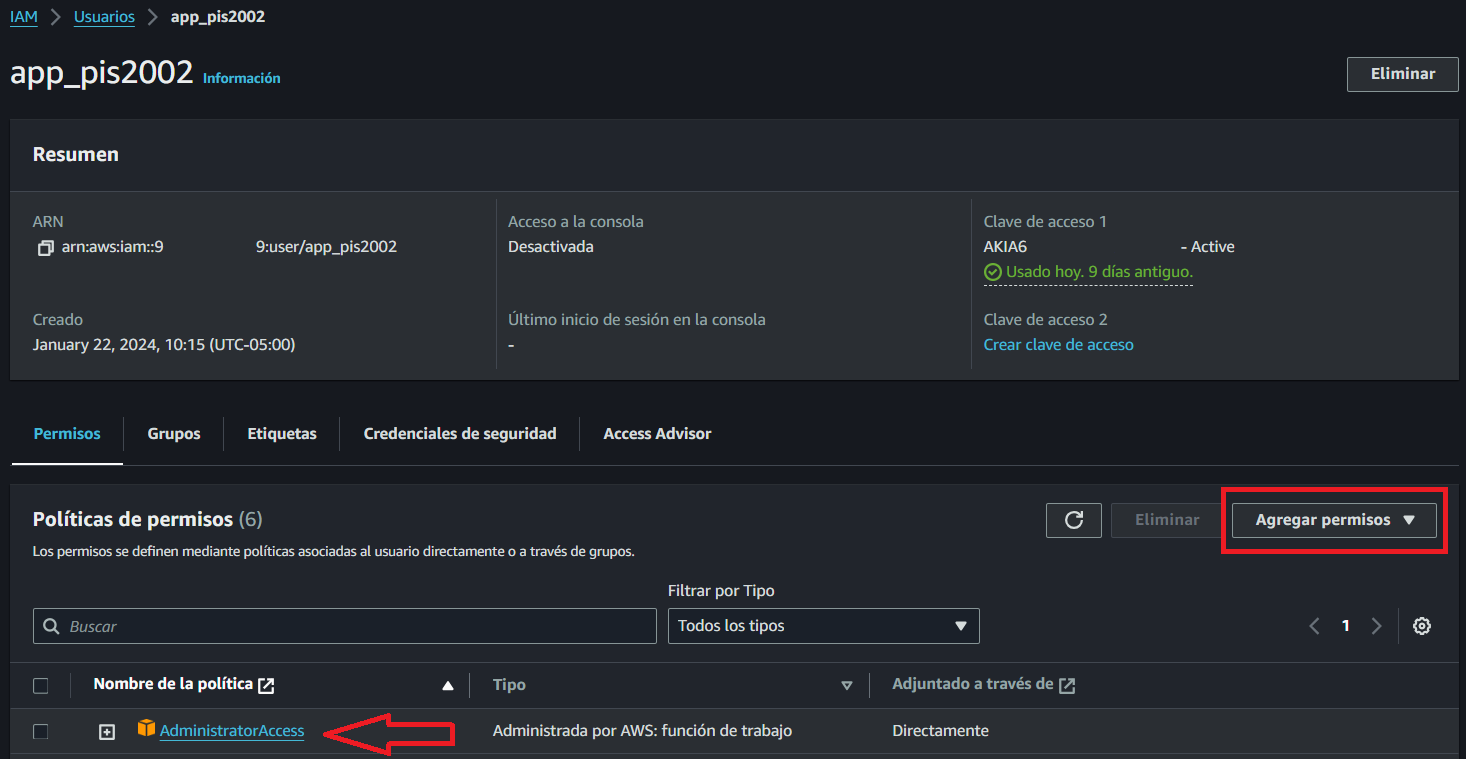 IAM > Usuarios > app_pis2002
app_pis2002 Información
Eliminar
Resumen
ARN
arn:aws:iam::9 9:user/app_pis2002
Acceso a la consola
Desactivada
Clave de acceso 1
AKIA6 - Active
Usado hoy. 9 días antiguo.
Creado
January 22, 2024, 10:15 (UTC-05:00)
Último inicio de sesión en la consola
-
Clave de acceso 2
Crear clave de acceso
Permisos Grupos Etiquetas Credenciales de seguridad Access Advisor
Políticas de permisos (6)
Eliminar
Agregar permisos
Los permisos se definen mediante políticas asociadas al usuario directamente o a través de grupos.
Filtrar por Tipo
Buscar
Todos los tipos
1
Nombre de la política Tipo Adjuntado a través de
AdministratorAccess Administrada por AWS: función de trabajo Directamente